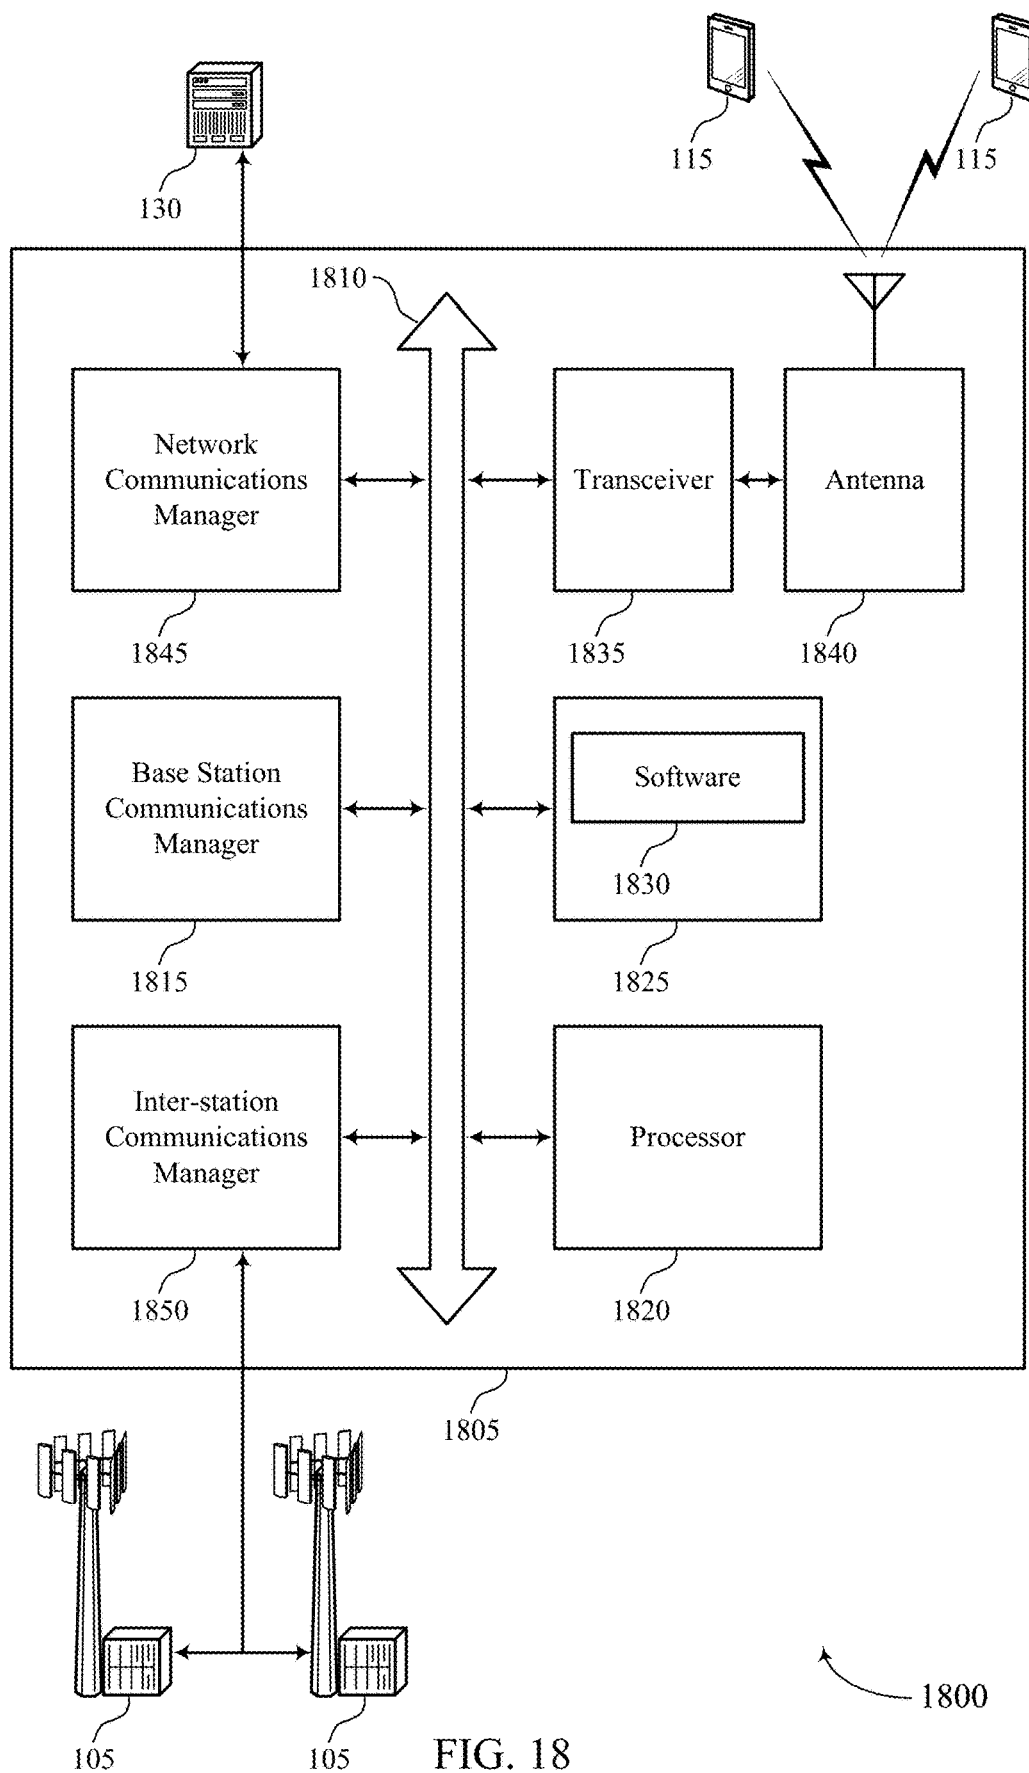 130
115
115
1810
Network
Communications
Manager
Transceiver
Antenna
1845
1835
1840
Base Station
Communications
Manager
Software
1830
1815
1825
Inter-station
Communications
Manager
Processor
1850
1820
1805
1800
105
105
FIG. 18